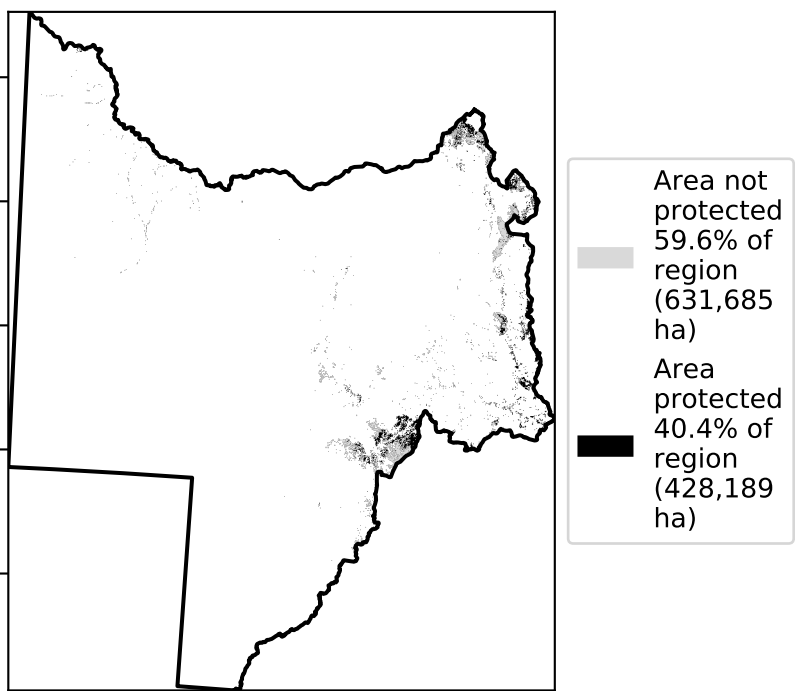 Area not
protected
59.6% of
region
(631,685
ha)
Area
protected
40.4% of
region
(428,189
ha)